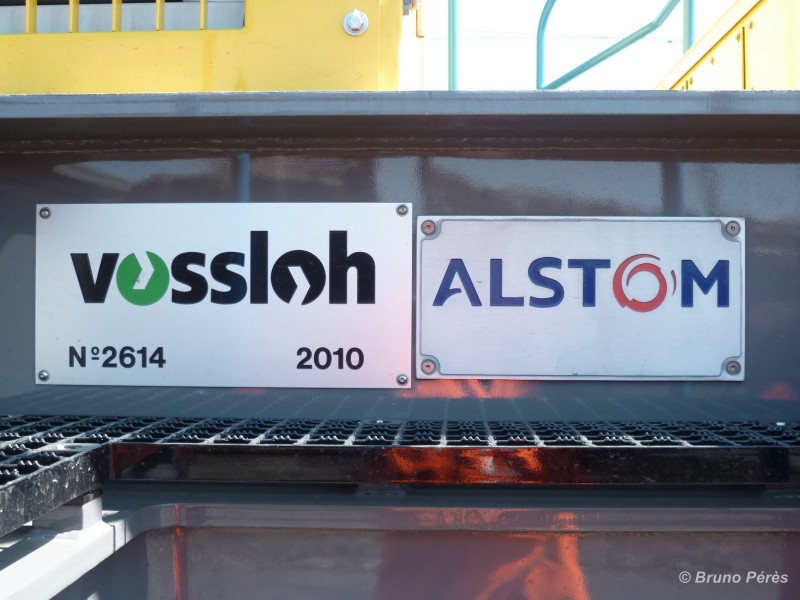 vossloh
Nº2614 2010
ALSTOM
© Bruno Pérès